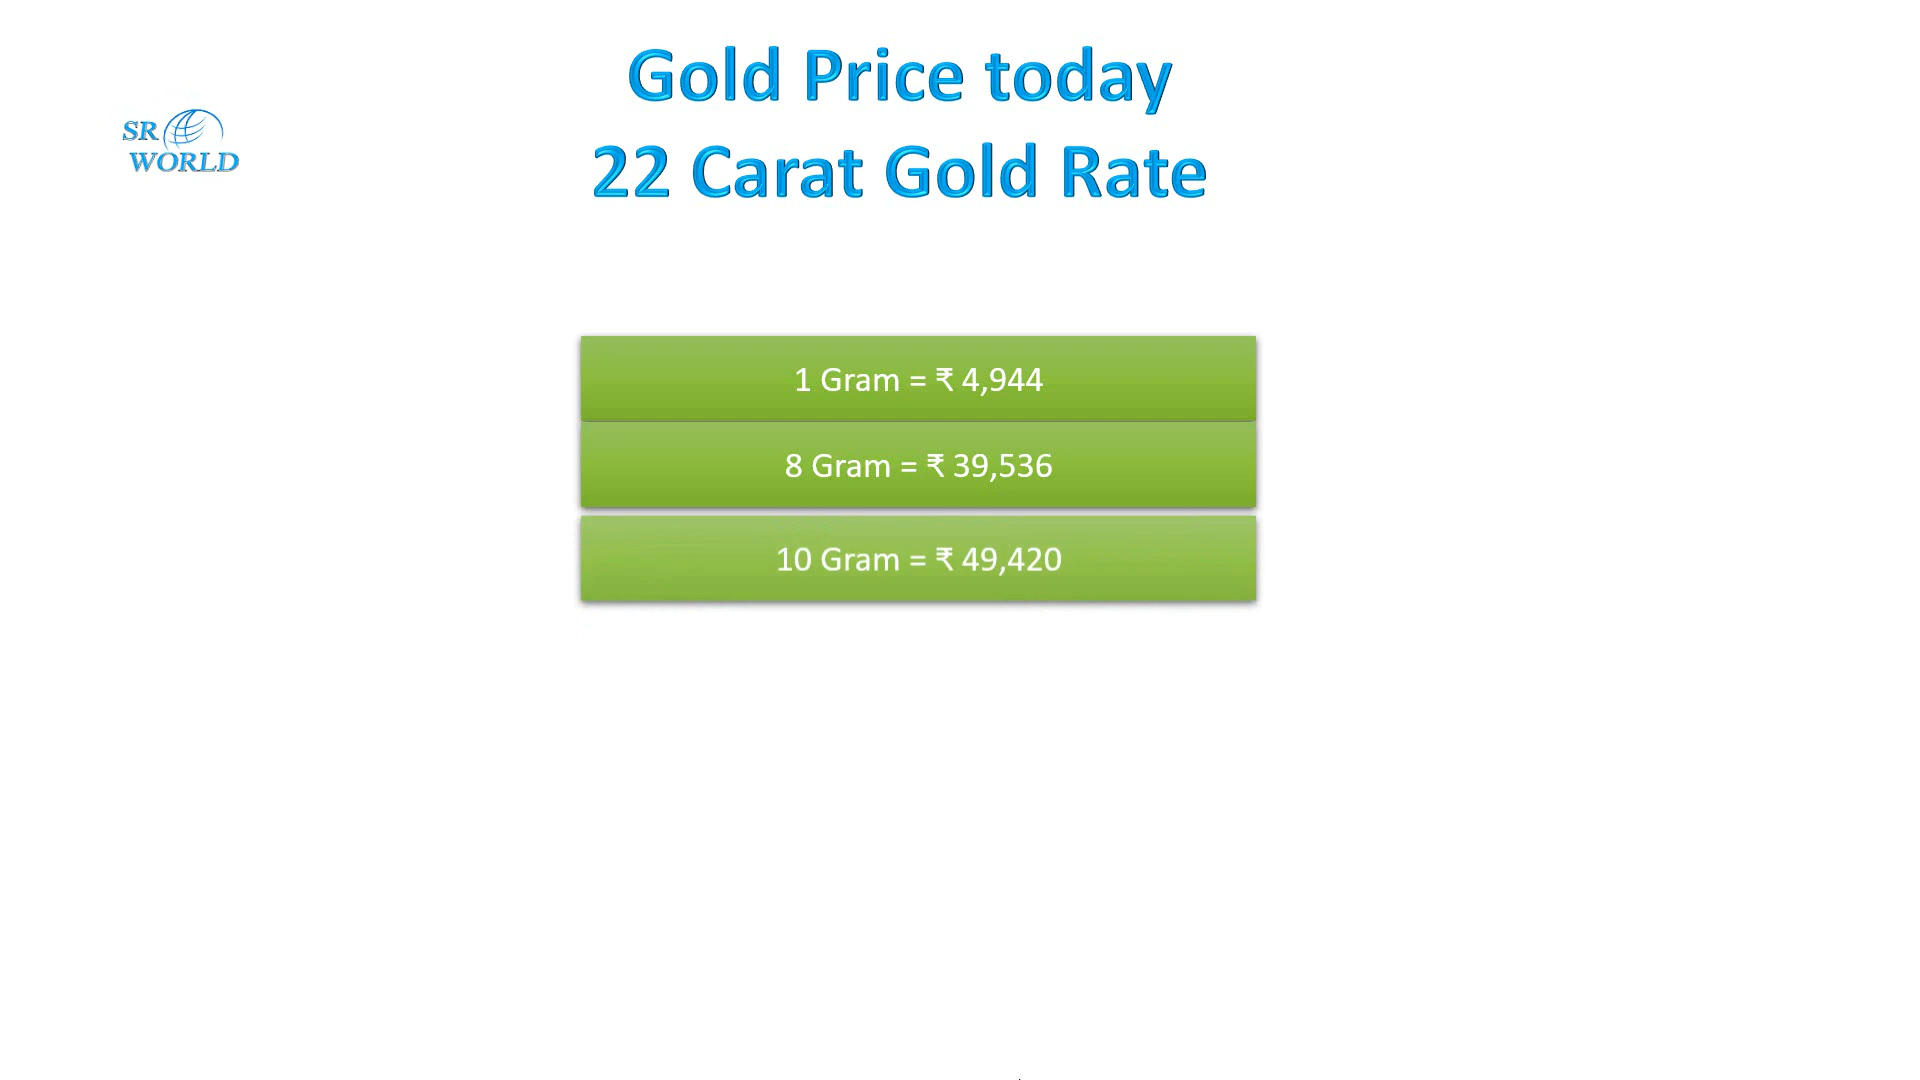 Gold Price today
22 Carat Gold Rate
SR
WORLD
1 Gram = ₹ 4,944
8 Gram = ₹ 39,536
10 Gram = ₹ 49,420